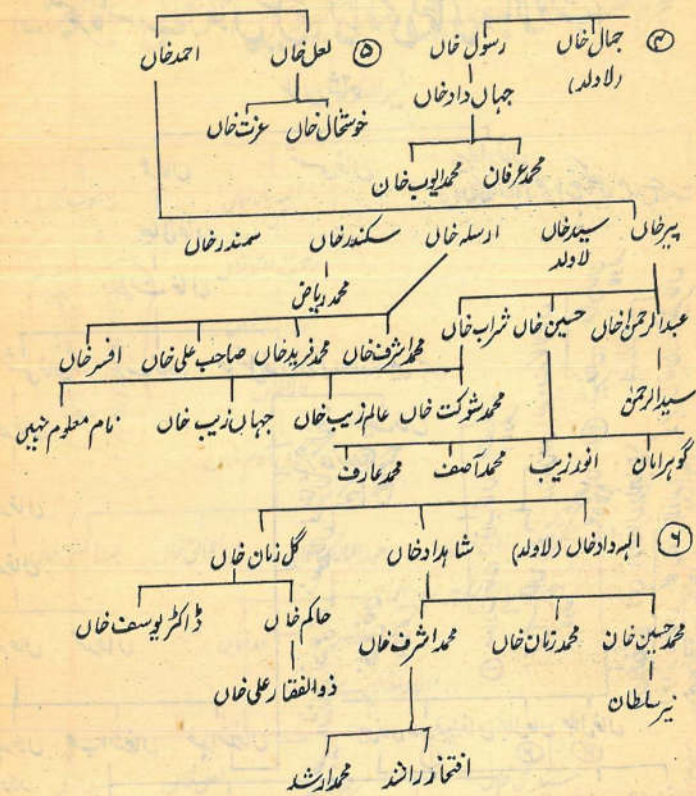 ④ جمال خاں رسول خاں ⑤ لعل خاں احمد خاں
(لاولد) جہاں داد خاں خوشحال خاں عزت خاں
محمد عرفان محمد ایوب خان
پیر خاں سید خاں ارسلہ خاں سکندر خاں سمندر خاں
لاولد
محمد ریاض
عبدالرحمٰن خاں حسین خاں شراب خاں محمد اشرف خاں محمد فرید خاں صاحب علی خاں افسر خاں
سید الرحمٰن محمد شوکت خاں عالم زیب خاں جہاں زیب خاں نام معلوم نہیں
گوہر امان انور زیب محمد آصف محمد عارف
⑥ الہ داد خاں (لاولد) شاہداد خاں گل زمان خاں
محمد حسین خان محمد زمان خاں محمد اشرف خاں حاکم خاں ڈاکٹر یوسف خاں
نیر سلطان ذوالفقار علی خاں
افتخار راشد محمد ارشد